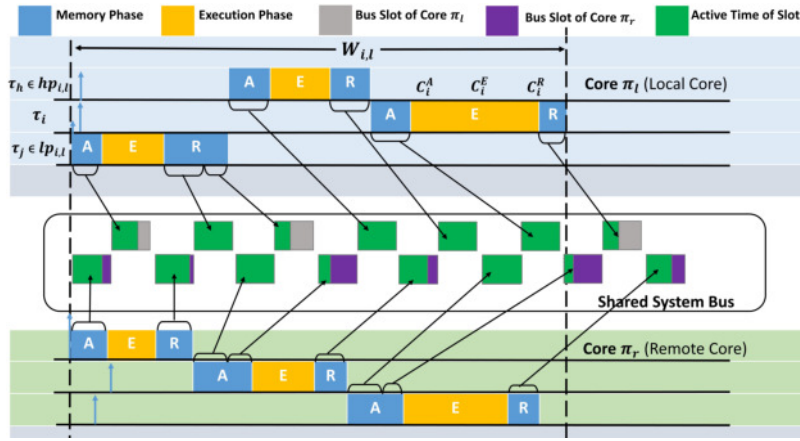 Memory Phase Execution Phase Bus Slot of Core π_l Bus Slot of Core π_r Active Time of Slot
W_{i,l}
τ_h ∈ hp_{i,l} A E R C_i^A C_i^E C_i^R Core π_l (Local Core)
τ_i A E R
τ_j ∈ lp_{i,l} A E R
Shared System Bus
A E R Core π_r (Remote Core)
A E R
A E R